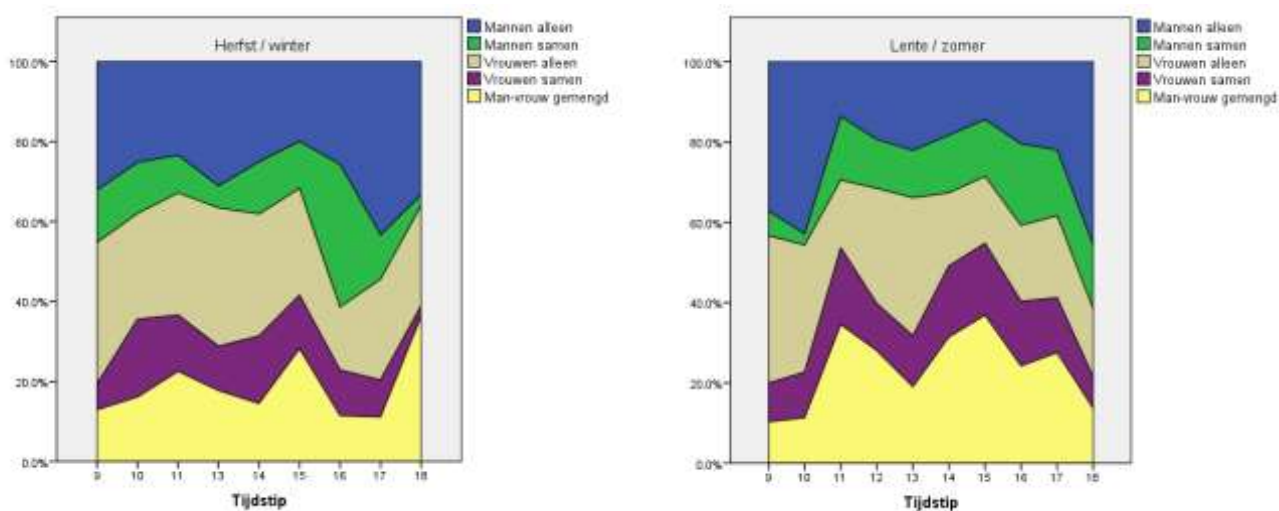 Herfst / winter
Mannen alleen
Mannen samen
Vrouwen alleen
Vrouwen samen
Man-vrouw gemengd
100.0%
80.0%
60.0%
40.0%
20.0%
0.0%
9 10 11 13 14 15 16 17 18
Tijdstip
Lente / zomer
Mannen alleen
Mannen samen
Vrouwen alleen
Vrouwen samen
Man-vrouw gemengd
100.0%
80.0%
60.0%
40.0%
20.0%
0.0%
9 10 11 12 13 14 15 16 17 18
Tijdstip